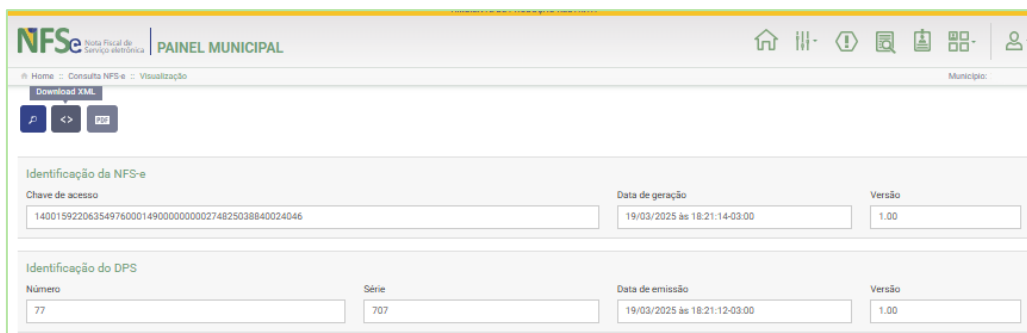 NFSe Nota Fiscal de
Serviço eletrônica PAINEL MUNICIPAL
Home :: Consulta NFS-e :: Visualização Município:
Download XML
<> PDF
Identificação da NFS-e
Chave de acesso Data de geração Versão
14001592206354976000149000000000274825038840024046 19/03/2025 às 18:21:14-03:00 1.00
Identificação do DPS
Número Série Data de emissão Versão
77 707 19/03/2025 às 18:21:12-03:00 1.00